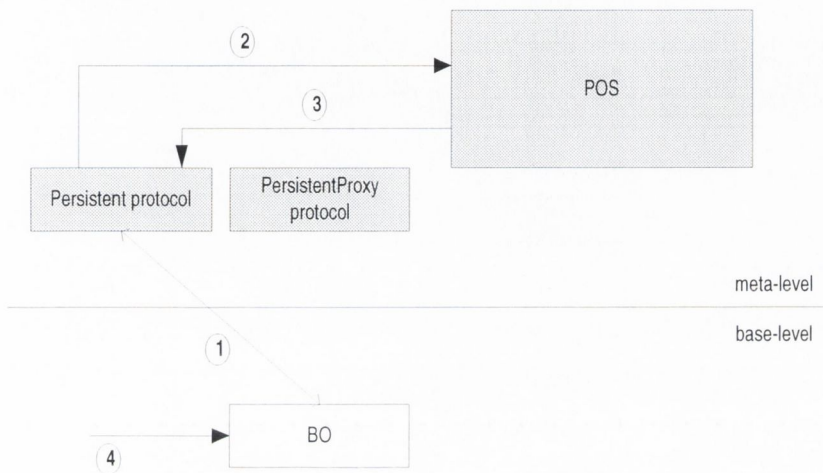 2
POS
3
Persistent protocol
PersistentProxy
protocol
meta-level
base-level
1
BO
4